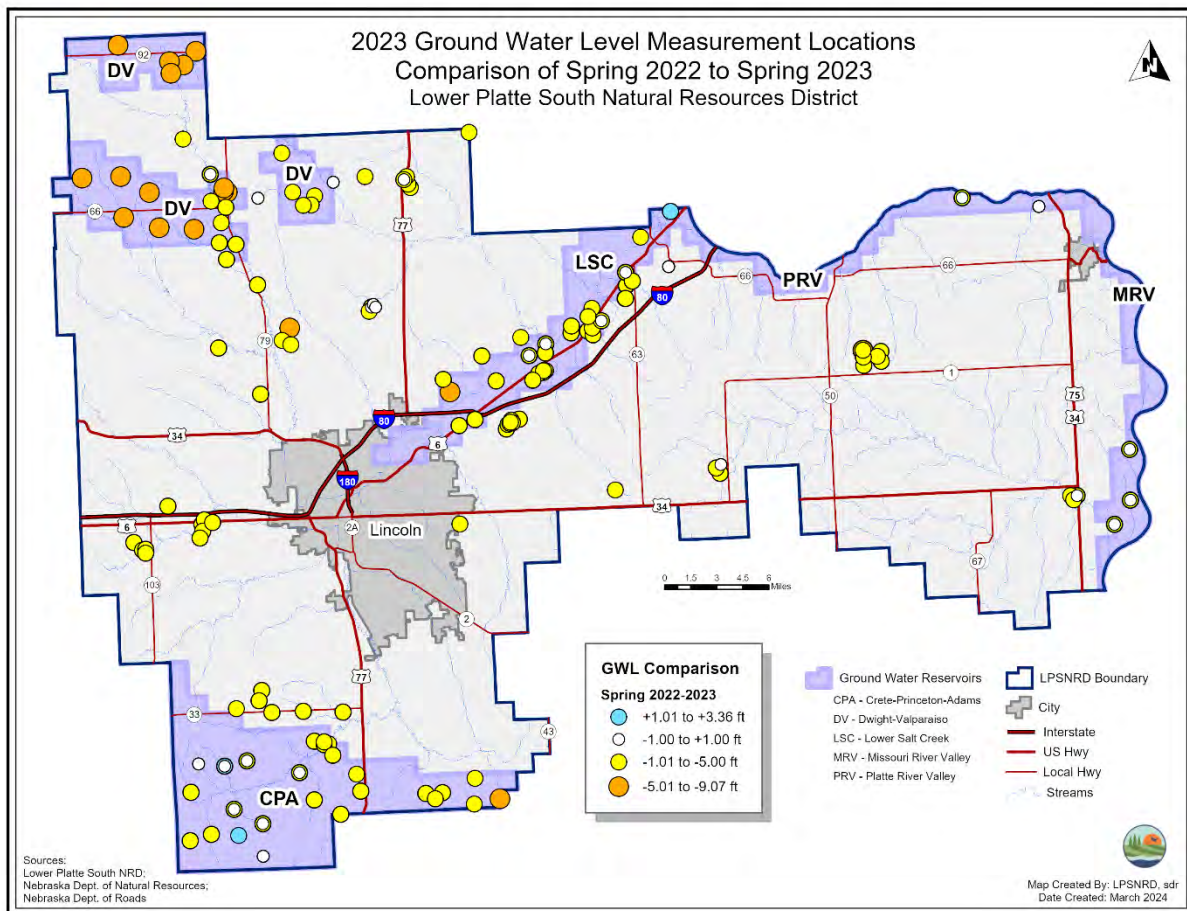 2023 Ground Water Level Measurement Locations
Comparison of Spring 2022 to Spring 2023
Lower Platte South Natural Resources District
N
92
DV
DV
DV
66
77
LSC
80
66
PRV
66
MRV
79
63
1
50
75
34
34
80
6
180
6
2A
Lincoln
34
103
67
2
0 1.5 3 4.5 6
Miles
77
33
43
CPA
GWL Comparison
Spring 2022-2023
+1.01 to +3.36 ft
-1.00 to +1.00 ft
-1.01 to -5.00 ft
-5.01 to -9.07 ft
Ground Water Reservoirs
CPA - Crete-Princeton-Adams
DV - Dwight-Valparaiso
LSC - Lower Salt Creek
MRV - Missouri River Valley
PRV - Platte River Valley
LPSNRD Boundary
City
Interstate
US Hwy
Local Hwy
Streams
Sources:
Lower Platte South NRD;
Nebraska Dept. of Natural Resources;
Nebraska Dept. of Roads
Map Created By: LPSNRD, sdr
Date Created: March 2024